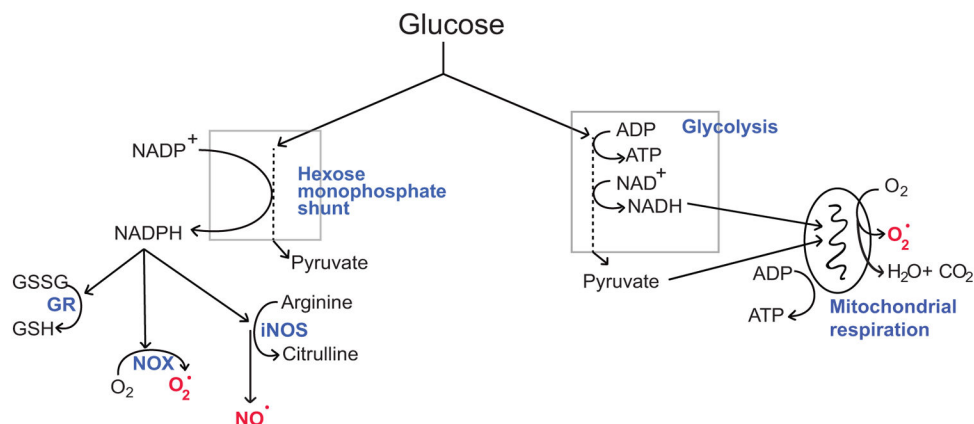 Glucose
NADP+
Hexose
monophosphate
shunt
NADPH
Pyruvate
GSSG
GR
GSH
NOX
O2
O2•
Arginine
iNOS
Citrulline
NO•
ADP
Glycolysis
ATP
NAD+
NADH
Pyruvate
O2
O2•
H2O+ CO2
ADP
ATP
Mitochondrial
respiration